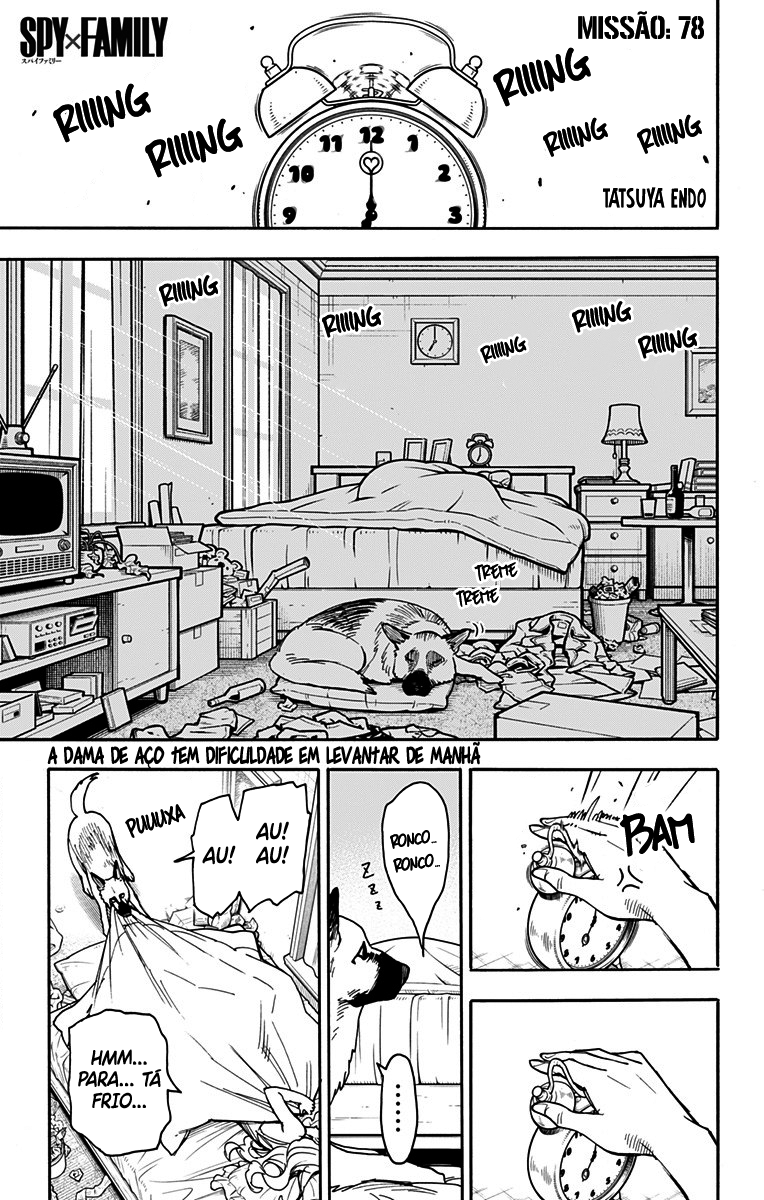 SPY×FAMILY
スパイファミリー
MISSÃO: 78
RIIIING
RIIIING
RIIIING
RIIIING
RIIIING
TATSUYA ENDO
11 12 1
10 2
9 3
RIIIING
RIIIING
RIIIING
RIIIING
RIIIING
TREME
TREME
A DAMA DE AÇO TEM DIFICULDADE EM LEVANTAR DE MANHÃ
BAM
RONCO...
RONCO...
Z
Z
Z
......
PUUUUXA
AU!
AU! AU!
HMM...
PARA... TÁ
FRIO...